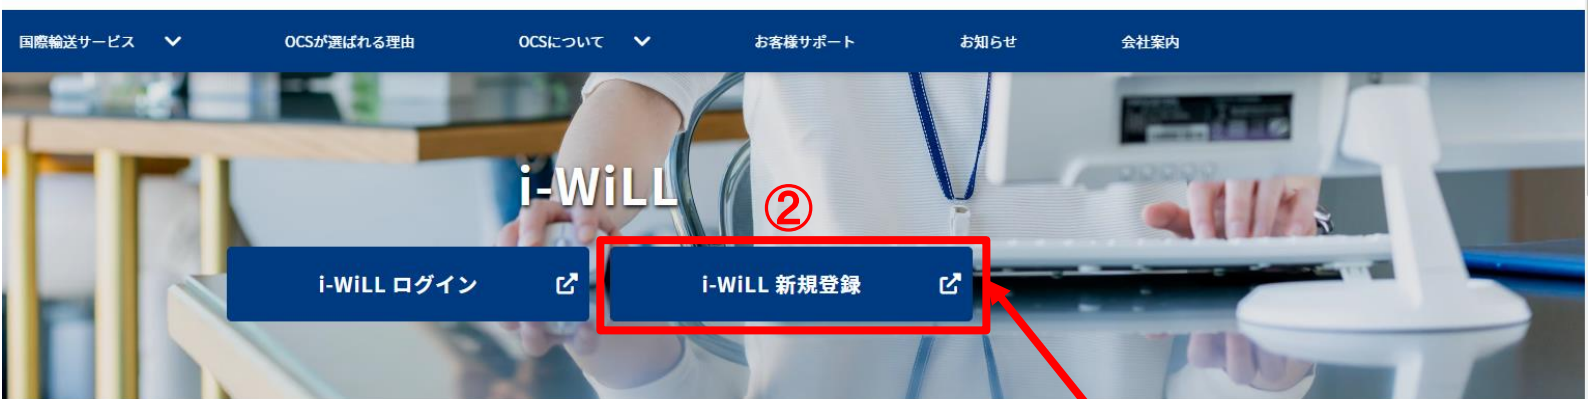 国際輸送サービス
OCSが選ばれる理由
OCSについて
お客様サポート
お知らせ
会社案内
i-WiLL
②
i-WiLL ログイン
i-WiLL 新規登録